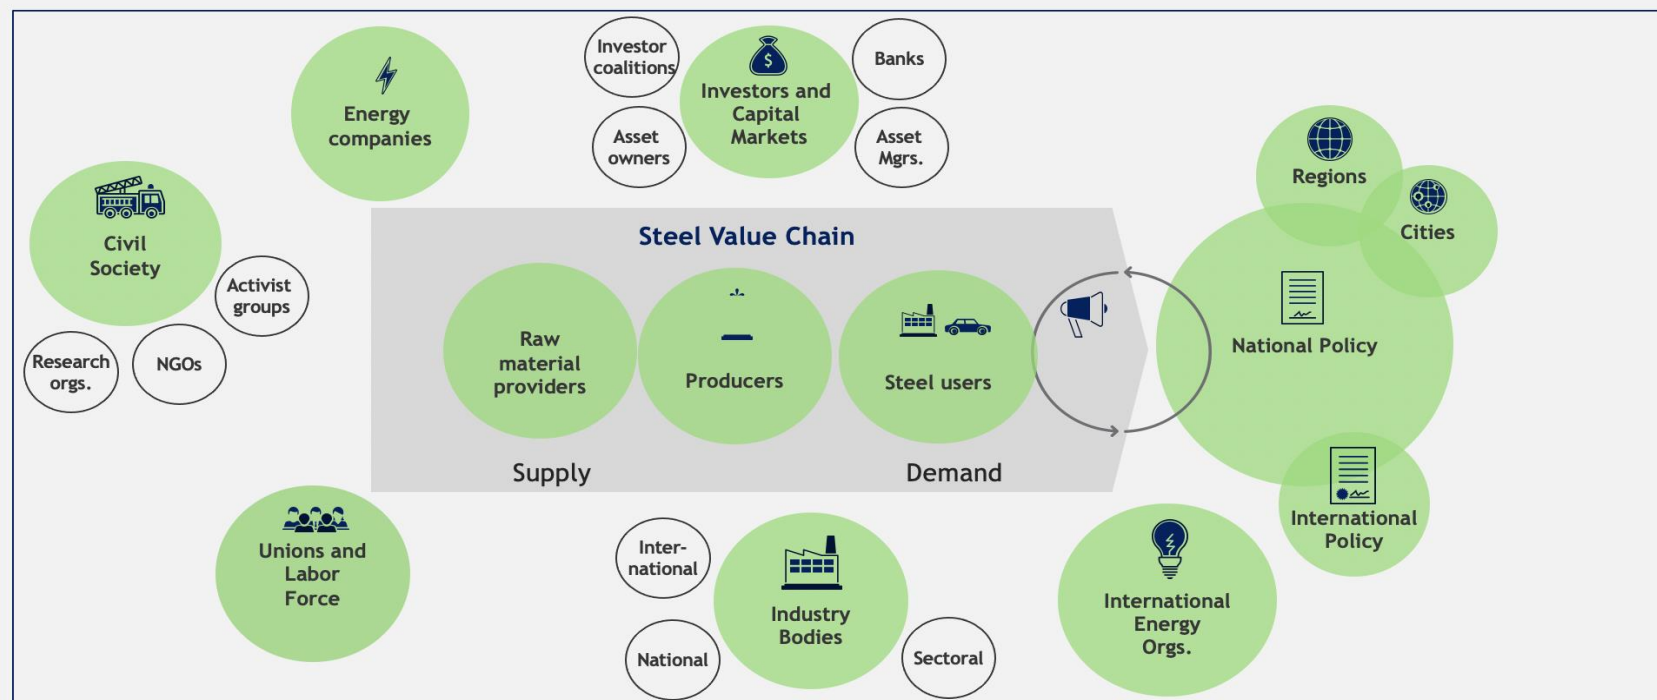 Energy
companies
Investor
coalitions
Asset
owners
$
Investors and
Capital
Markets
Banks
Asset
Mgrs.
Regions
Cities
National Policy
International
Policy
Civil
Society
Activist
groups
Research
orgs.
NGOs
Steel Value Chain
Raw
material
providers
Producers
Steel users
Supply
Demand
Unions and
Labor
Force
Inter-
national
National
Industry
Bodies
Sectoral
International
Energy
Orgs.